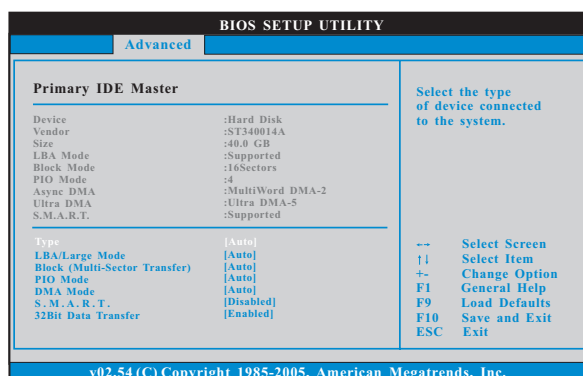 BIOS SETUP UTILITY
Advanced
Primary IDE Master
Device :Hard Disk
Vendor :ST340014A
Size :40.0 GB
LBA Mode :Supported
Block Mode :16Sectors
PIO Mode :4
Async DMA :MultiWord DMA-2
Ultra DMA :Ultra DMA-5
S.M.A.R.T. :Supported
Type [Auto]
LBA/Large Mode [Auto]
Block (Multi-Sector Transfer) [Auto]
PIO Mode [Auto]
DMA Mode [Auto]
S.M.A.R.T. [Disabled]
32Bit Data Transfer [Enabled]
Select the type
of device connected
to the system.
←→ Select Screen
↑↓ Select Item
+- Change Option
F1 General Help
F9 Load Defaults
F10 Save and Exit
ESC Exit
v02.54 (C) Copyright 1985-2005, American Megatrends, Inc.